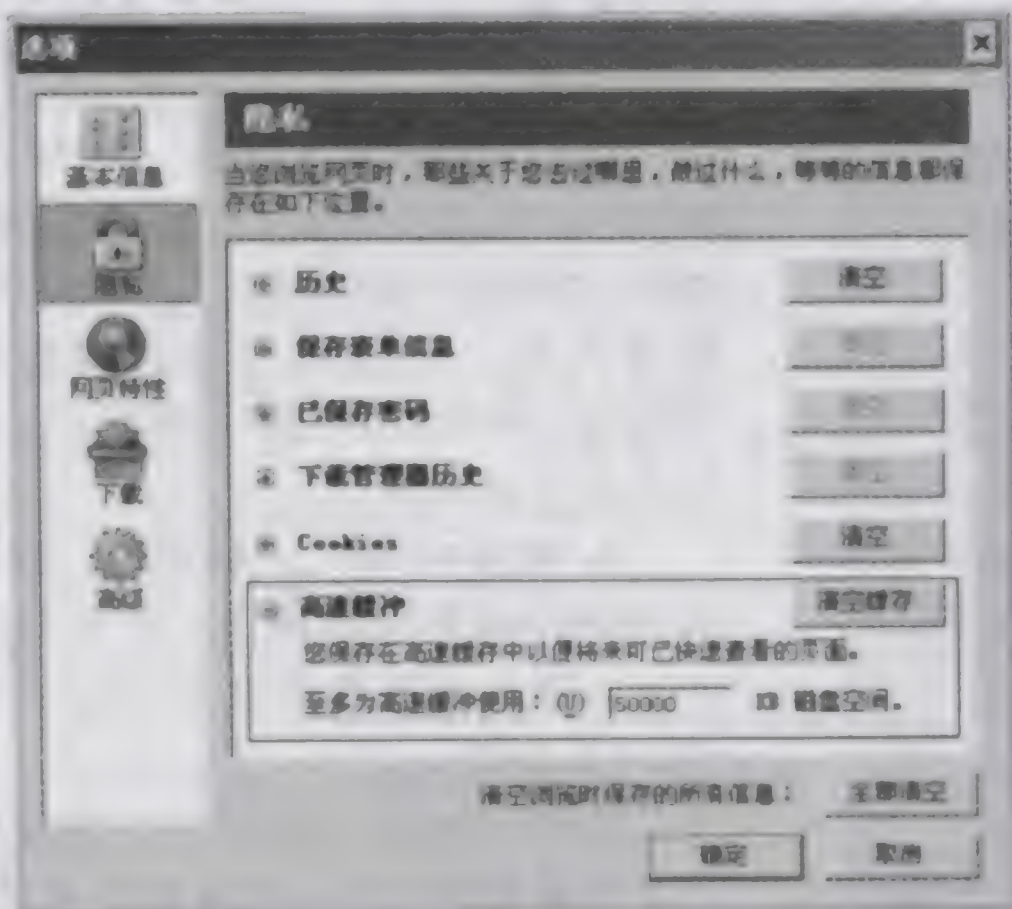 选项
基本信息
隐私
网页特性
下载
高级
隐私
当您浏览网页时，那些关于您去过哪里，做过什么，等等的信息都保
存在如下位置。
历史 清空
保存表单信息
已保存密码
下载管理器历史
Cookies 清空
高速缓冲 清空缓存
您保存在高速缓存中以便将来可已快速查看的页面。
至多为高速缓冲使用：(U) 50000 KB 磁盘空间。
清空浏览时保存的所有信息： 全部清空
确定 取消